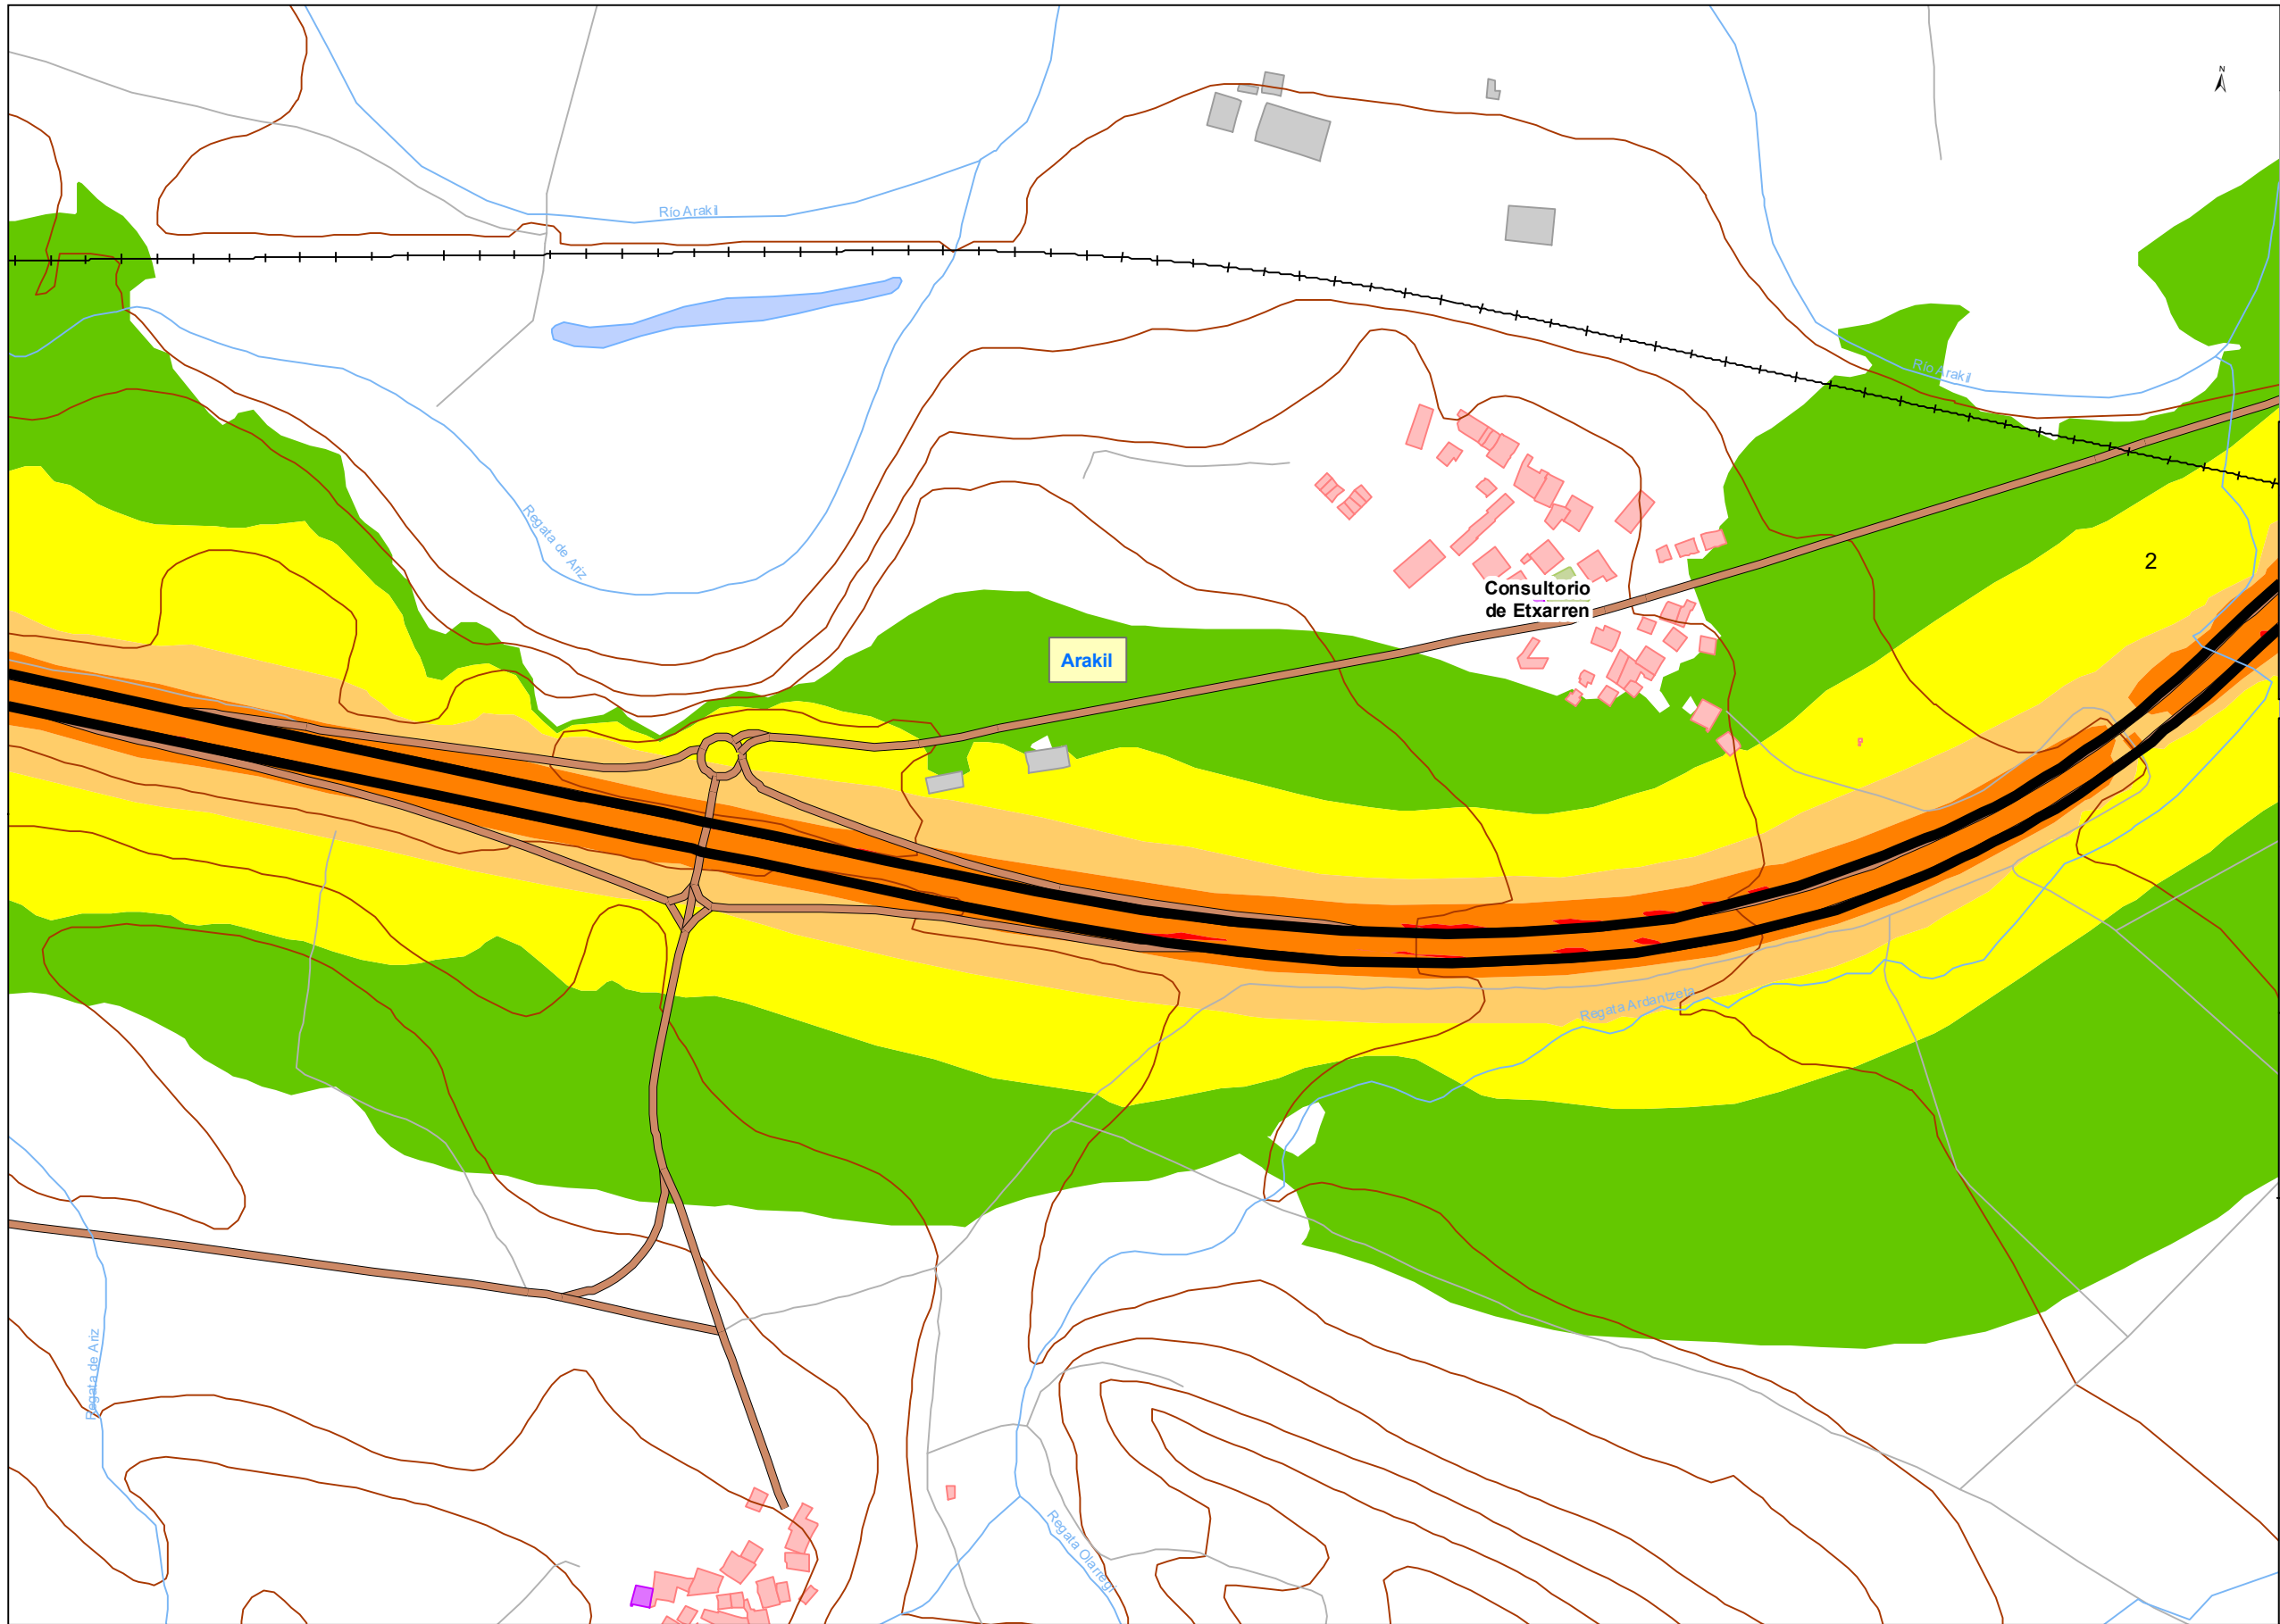 N
Río Arakil
Río Arakil
Regata de Ariz
2
Consultorio
de Etxarren
Arakil
Regata Ardantzeta
Regata de Ariz
Regata Olarregi